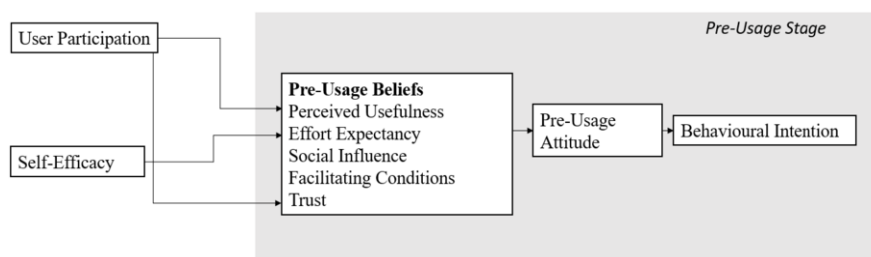 Pre-Usage Stage
User Participation
Self-Efficacy
Pre-Usage Beliefs
Perceived Usefulness
Effort Expectancy
Social Influence
Facilitating Conditions
Trust
Pre-Usage
Attitude
Behavioural Intention